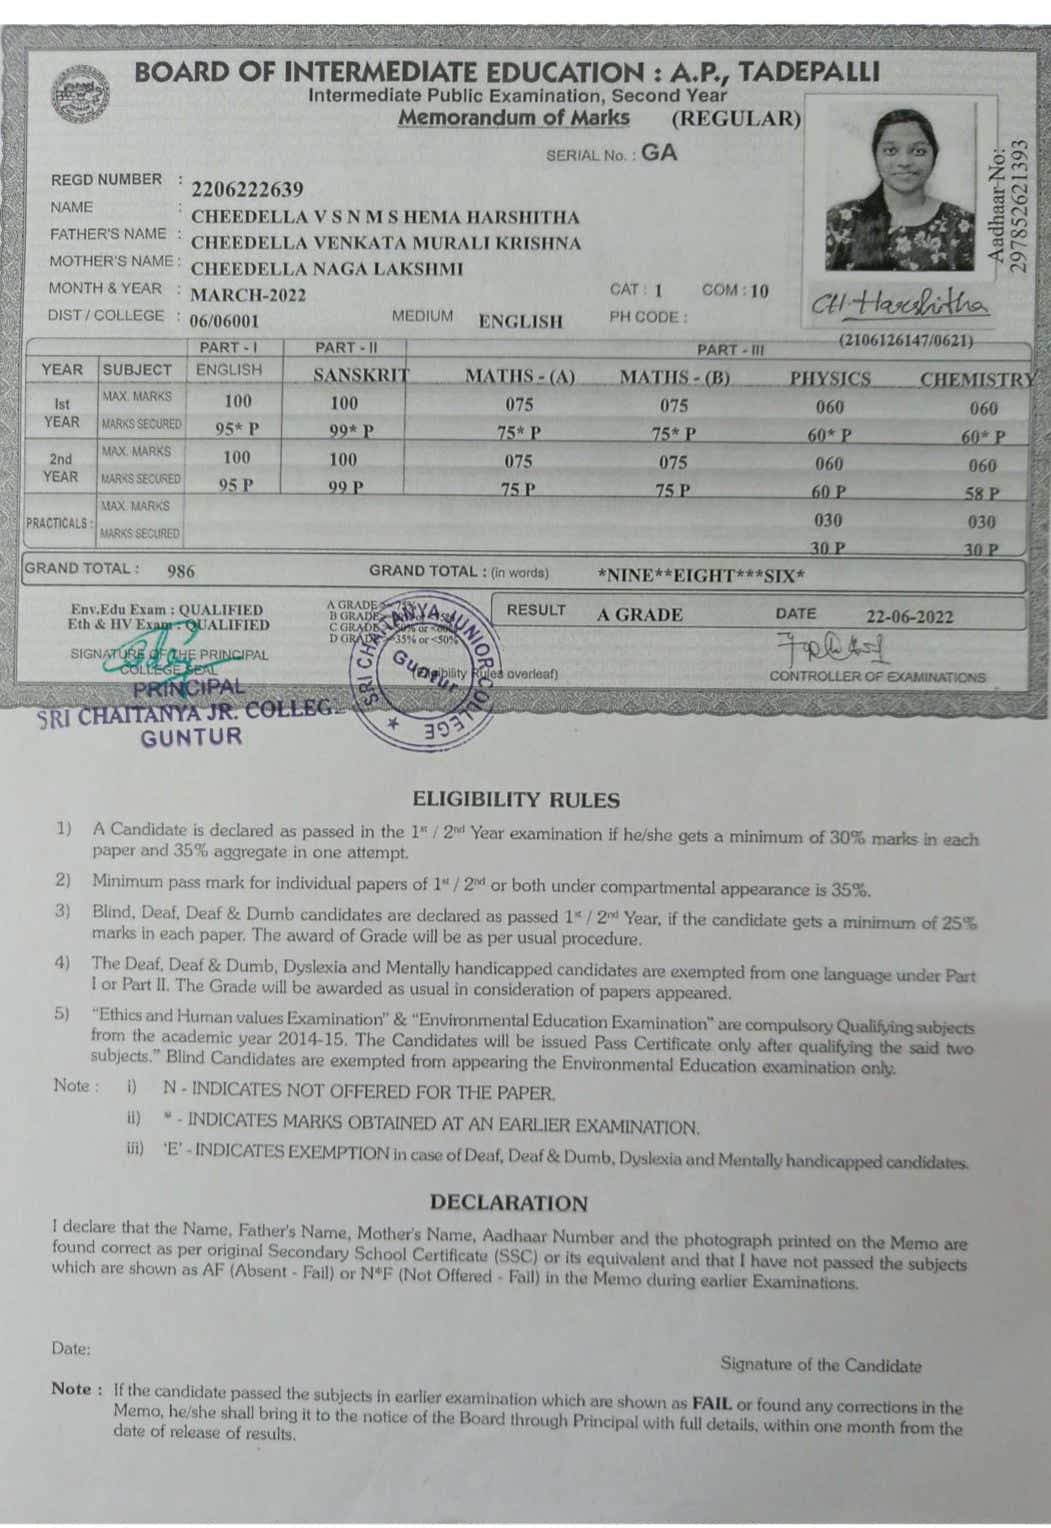 BOARD OF INTERMEDIATE EDUCATION : A.P., TADEPALLI
Intermediate Public Examination, Second Year
Memorandum of Marks (REGULAR)
SERIAL No. : GA
Aadhaar-No:
297852621393
REGD NUMBER : 2206222639
NAME : CHEEDELLA V S N M S HEMA HARSHITHA
FATHER'S NAME : CHEEDELLA VENKATA MURALI KRISHNA
MOTHER'S NAME : CHEEDELLA NAGA LAKSHMI
MONTH & YEAR : MARCH-2022 CAT : 1 COM : 10
CH. Harshitha
DIST / COLLEGE : 06/06001 MEDIUM ENGLISH PH CODE :
(2106126147/0621)
PART - I PART - II PART - III
YEAR SUBJECT ENGLISH SANSKRIT MATHS - (A) MATHS - (B) PHYSICS CHEMISTRY
Ist YEAR MAX. MARKS 100 100 075 075 060 060
MARKS SECURED 95* P 99* P 75* P 75* P 60* P 60* P
2nd YEAR MAX. MARKS 100 100 075 075 060 060
MARKS SECURED 95 P 99 P 75 P 75 P 60 P 58 P
PRACTICALS : MAX. MARKS 030 030
MARKS SECURED 30 P 30 P
GRAND TOTAL : 986 GRAND TOTAL : (in words) *NINE**EIGHT***SIX*
Env.Edu Exam : QUALIFIED
Eth & HV Exam : QUALIFIED
A GRADE
B GRADE
C GRADE
D GRADE 35% or <50%
RESULT A GRADE DATE 22-06-2022
SIGNATURE OF THE PRINCIPAL
COLLEGE SEAL
(Eligibility Rules overleaf)
CONTROLLER OF EXAMINATIONS
PRINCIPAL
SRI CHAITANYA JR. COLLEG
GUNTUR
SRI CHAITANYA JUNIOR COLLEGE
Guntur
ELIGIBILITY RULES
1) A Candidate is declared as passed in the 1st / 2nd Year examination if he/she gets a minimum of 30% marks in each
paper and 35% aggregate in one attempt.
2) Minimum pass mark for individual papers of 1st / 2nd or both under compartmental appearance is 35%.
3) Blind, Deaf, Deaf & Dumb candidates are declared as passed 1st / 2nd Year, if the candidate gets a minimum of 25%
marks in each paper. The award of Grade will be as per usual procedure.
4) The Deaf, Deaf & Dumb, Dyslexia and Mentally handicapped candidates are exempted from one language under Part
I or Part II. The Grade will be awarded as usual in consideration of papers appeared.
5) "Ethics and Human values Examination" & "Environmental Education Examination" are compulsory Qualifying subjects
from the academic year 2014-15. The Candidates will be issued Pass Certificate only after qualifying the said two
subjects." Blind Candidates are exempted from appearing the Environmental Education examination only.
Note : i) N - INDICATES NOT OFFERED FOR THE PAPER.
ii) * - INDICATES MARKS OBTAINED AT AN EARLIER EXAMINATION.
iii) 'E' - INDICATES EXEMPTION in case of Deaf, Deaf & Dumb, Dyslexia and Mentally handicapped candidates.
DECLARATION
I declare that the Name, Father's Name, Mother's Name, Aadhaar Number and the photograph printed on the Memo are
found correct as per original Secondary School Certificate (SSC) or its equivalent and that I have not passed the subjects
which are shown as AF (Absent - Fail) or N*F (Not Offered - Fail) in the Memo during earlier Examinations.
Date:
Signature of the Candidate
Note : If the candidate passed the subjects in earlier examination which are shown as FAIL or found any corrections in the
Memo, he/she shall bring it to the notice of the Board through Principal with full details, within one month from the
date of release of results.